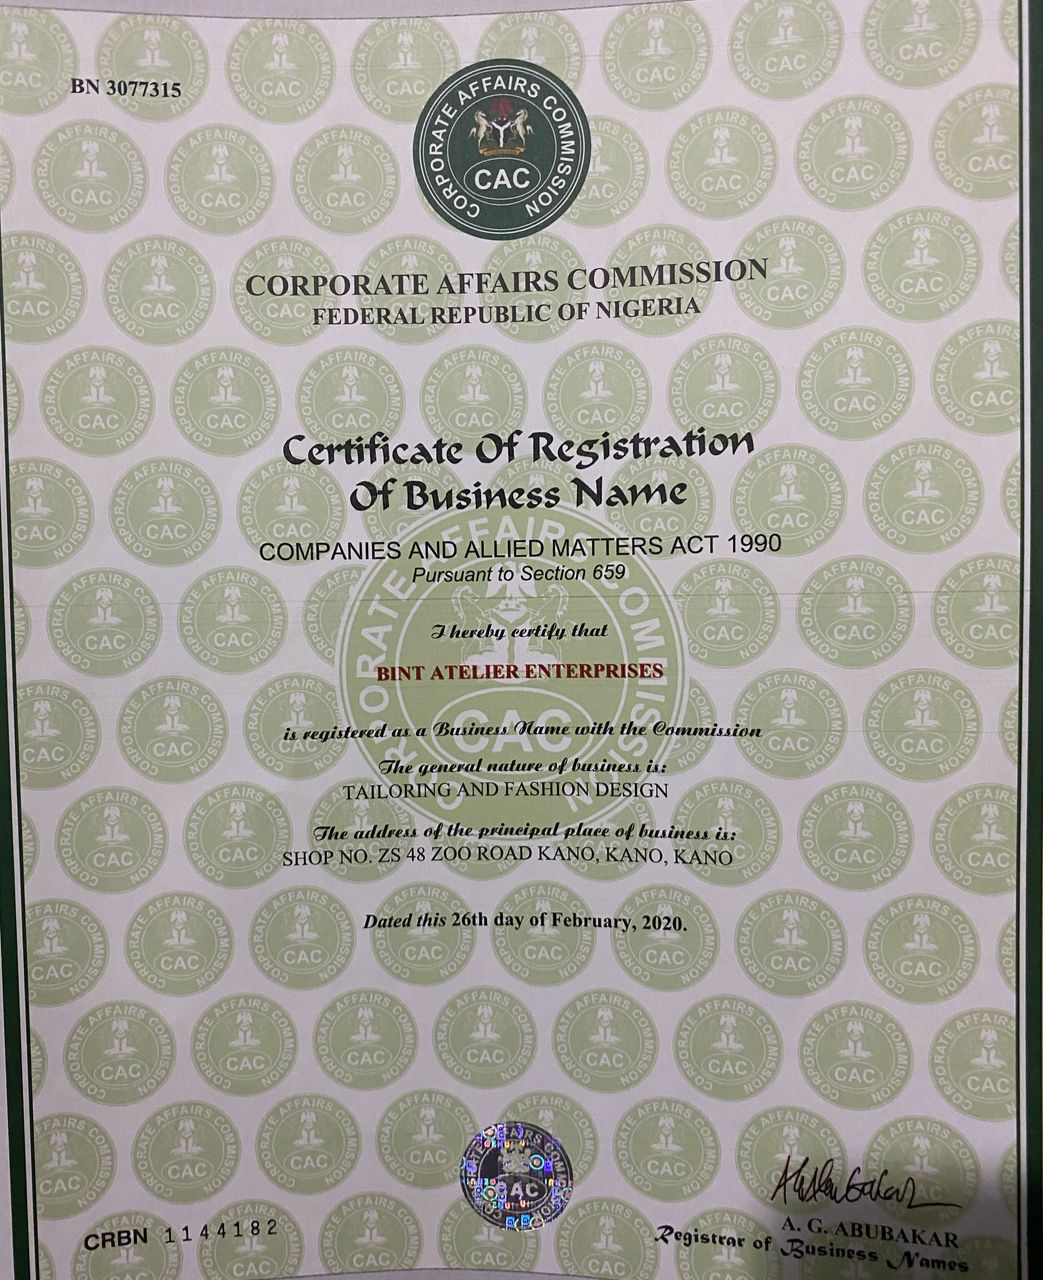 BN 3077315
CORPORATE AFFAIRS COMMISSION
CAC
CORPORATE AFFAIRS COMMISSION
FEDERAL REPUBLIC OF NIGERIA
Certificate Of Registration
Of Business Name
COMPANIES AND ALLIED MATTERS ACT 1990
Pursuant to Section 659
I hereby certify that
BINT ATELIER ENTERPRISES
is registered as a Business Name with the Commission
The general nature of business is:
TAILORING AND FASHION DESIGN
The address of the principal place of business is:
SHOP NO. ZS 48 ZOO ROAD KANO, KANO, KANO
Dated this 26th day of February, 2020.
CRBN 1144182
A. G. ABUBAKAR
Registrar of Business Names